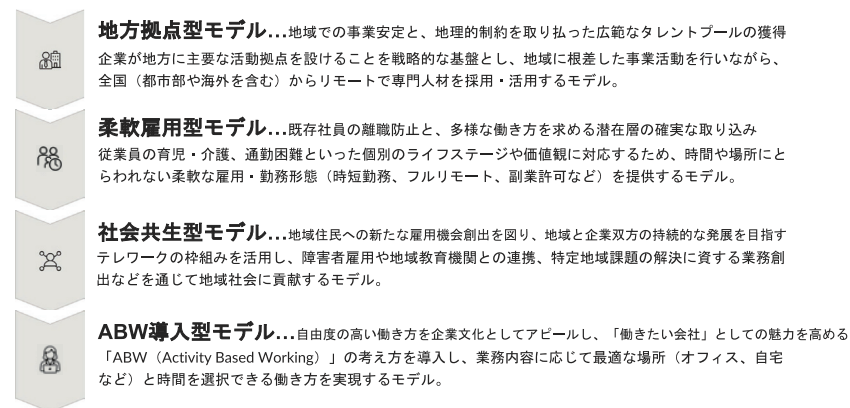 地方拠点型モデル…地域での事業安定と、地理的制約を取り払った広範なタレントプールの獲得
企業が地方に主要な活動拠点を設けることを戦略的な基盤とし、地域に根差した事業活動を行いながら、
全国（都市部や海外を含む）からリモートで専門人材を採用・活用するモデル。
柔軟雇用型モデル…既存社員の離職防止と、多様な働き方を求める潜在層の確実な取り込み
従業員の育児・介護、通勤困難といった個別のライフステージや価値観に対応するため、時間や場所にと
らわれない柔軟な雇用・勤務形態（時短勤務、フルリモート、副業許可など）を提供するモデル。
社会共生型モデル…地域住民への新たな雇用機会創出を図り、地域と企業双方の持続的な発展を目指す
テレワークの枠組みを活用し、障害者雇用や地域教育機関との連携、特定地域課題の解決に資する業務創
出などを通じて地域社会に貢献するモデル。
ABW導入型モデル…自由度の高い働き方を企業文化としてアピールし、「働きたい会社」としての魅力を高める
「ABW（Activity Based Working）」の考え方を導入し、業務内容に応じて最適な場所（オフィス、自宅
など）と時間を選択できる働き方を実現するモデル。